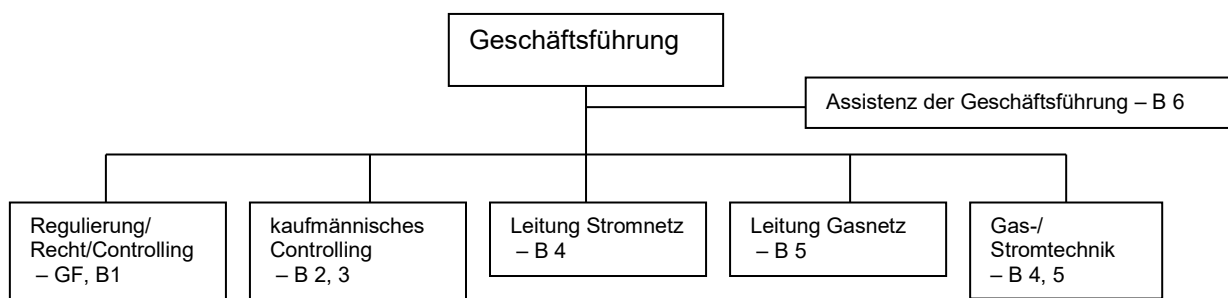 Geschäftsführung
Assistenz der Geschäftsführung – B 6
Regulierung/
Recht/Controlling
– GF, B1
kaufmännisches
Controlling
– B 2, 3
Leitung Stromnetz
– B 4
Leitung Gasnetz
– B 5
Gas-/
Stromtechnik
– B 4, 5